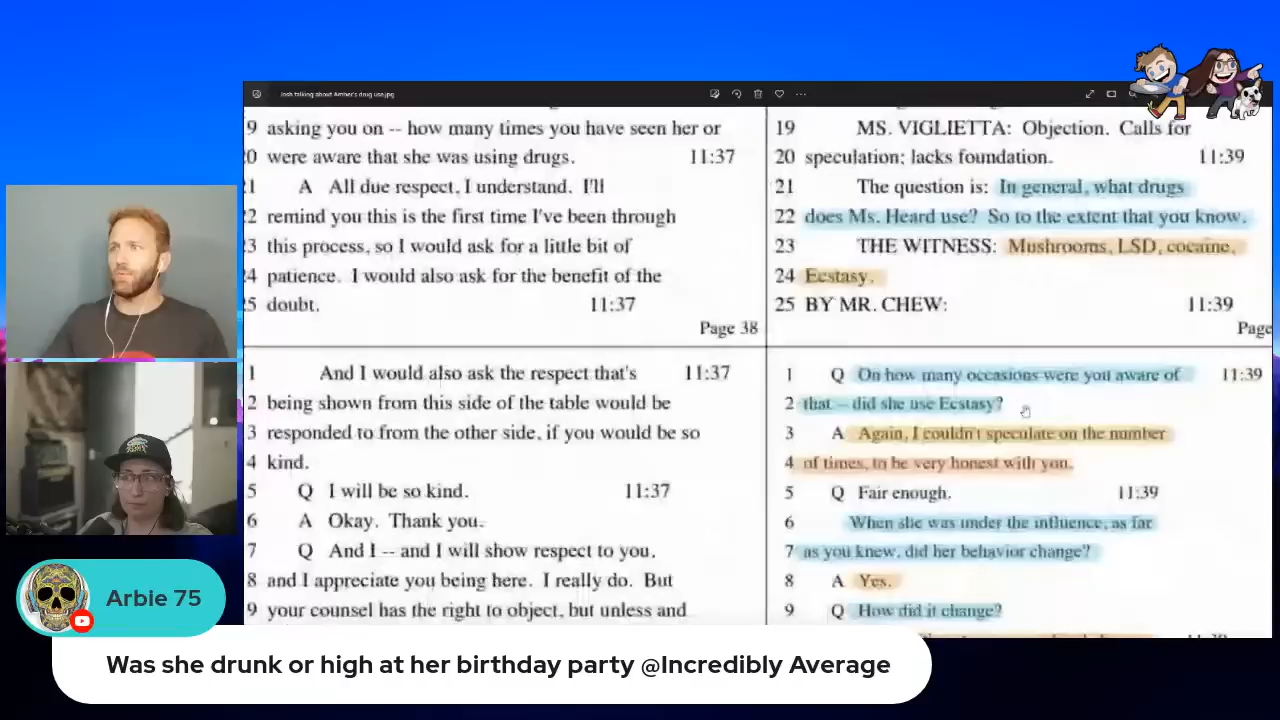 Josh talking about Amber's drug use.jpg
9 asking you on -- how many times you have seen her or
20 were aware that she was using drugs. 11:37
21 A All due respect, I understand. I'll
22 remind you this is the first time I've been through
23 this process, so I would ask for a little bit of
24 patience. I would also ask for the benefit of the
25 doubt. 11:37
Page 38
19 MS. VIGLIETTA: Objection. Calls for
20 speculation; lacks foundation. 11:39
21 The question is: In general, what drugs
22 does Ms. Heard use? So to the extent that you know.
23 THE WITNESS: Mushrooms, LSD, cocaine,
24 Ecstasy.
25 BY MR. CHEW: 11:39
Page
1 And I would also ask the respect that's 11:37
2 being shown from this side of the table would be
3 responded to from the other side, if you would be so
4 kind.
5 Q I will be so kind. 11:37
6 A Okay. Thank you.
7 Q And I -- and I will show respect to you,
8 and I appreciate you being here. I really do. But
9 your counsel has the right to object, but unless and
1 Q On how many occasions were you aware of 11:39
2 that -- did she use Ecstasy?
3 A Again, I couldn't speculate on the number
4 of times, to be very honest with you.
5 Q Fair enough. 11:39
6 When she was under the influence, as far
7 as you knew, did her behavior change?
8 A Yes.
9 Q How did it change?
Arbie 75
Was she drunk or high at her birthday party @Incredibly Average